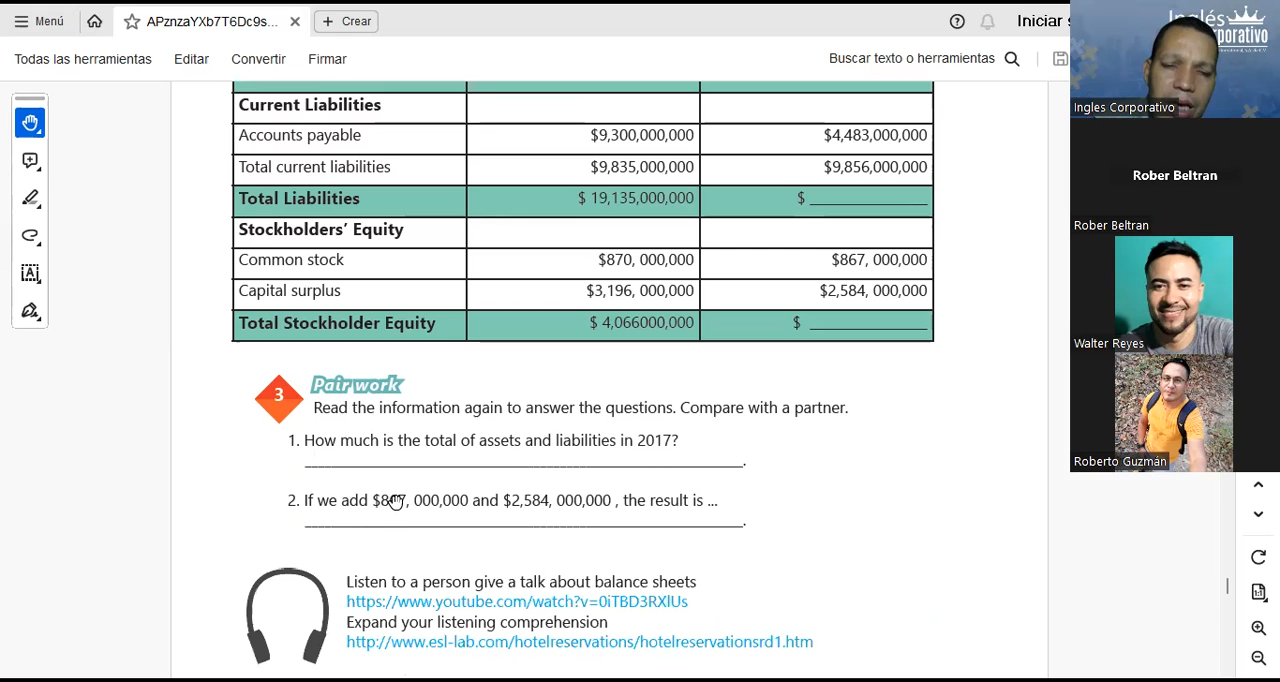 Menú
APznzaYXb7T6Dc9s...
Crear
Iniciar s
Todas las herramientas
Editar
Convertir
Firmar
Buscar texto o herramientas
Current Liabilities
Accounts payable $9,300,000,000 $4,483,000,000
Total current liabilities $9,835,000,000 $9,856,000,000
Total Liabilities $ 19,135,000,000 $ ______________
Stockholders’ Equity
Common stock $870, 000,000 $867, 000,000
Capital surplus $3,196, 000,000 $2,584, 000,000
Total Stockholder Equity $ 4,066000,000 $ ______________
3
Pair work
Read the information again to answer the questions. Compare with a partner.
1. How much is the total of assets and liabilities in 2017?
2. If we add $867, 000,000 and $2,584, 000,000 , the result is ...
Listen to a person give a talk about balance sheets
https://www.youtube.com/watch?v=0iTBD3RXlUs
Expand your listening comprehension
http://www.esl-lab.com/hotelreservations/hotelreservationsrd1.htm
Inglés
Corporativo
Ingles Corporativo
Rober Beltran
Rober Beltran
Walter Reyes
Roberto Guzmán